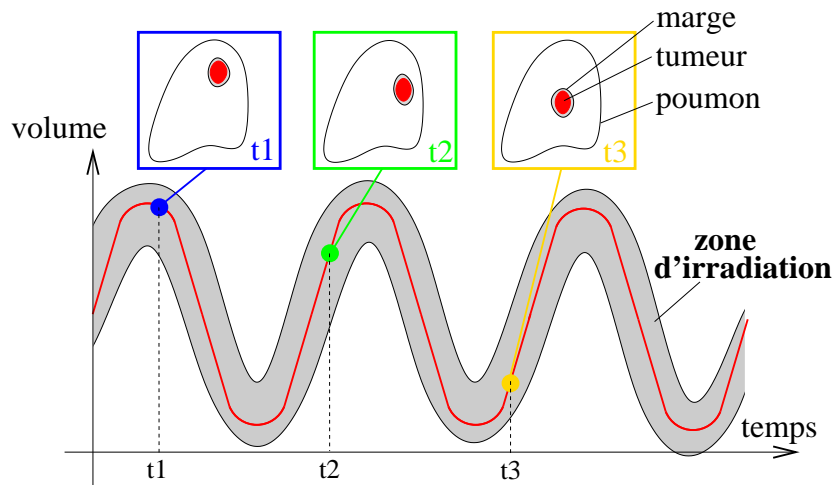 marge
tumeur
poumon
volume
t1
t2
t3
zone
d'irradiation
temps
t1
t2
t3